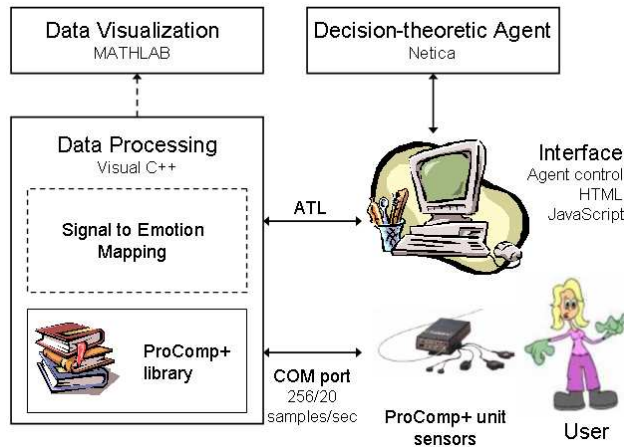 Data Visualization
MATHLAB
Decision-theoretic Agent
Netica
Data Processing
Visual C++
Signal to Emotion
Mapping
ATL
Interface
Agent control
HTML
JavaScript
ProComp+
library
COM port
256/20
samples/sec
ProComp+ unit
sensors
User